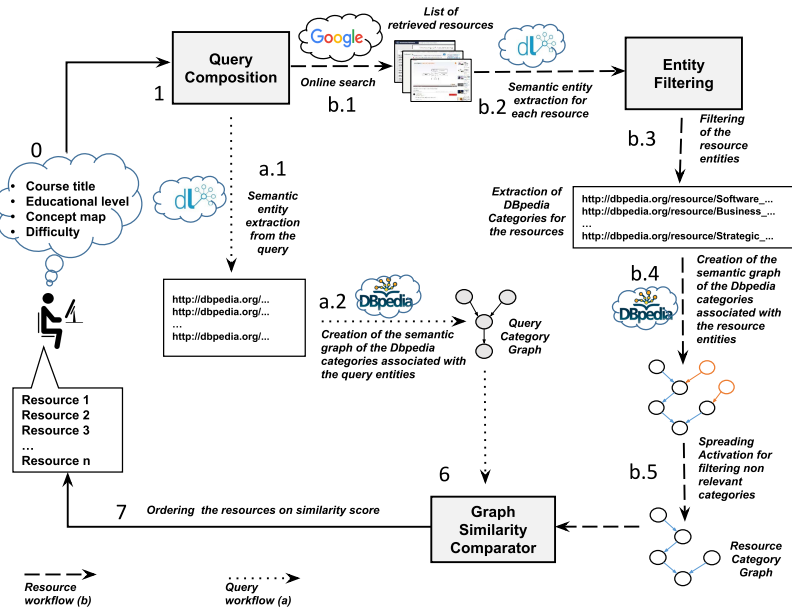 List of
retrieved resources
Google
dl
Query
Composition
1
Online search
b.1
b.2
Semantic entity
extraction for
each resource
Entity
Filtering
b.3
Filtering
of the
resource
entities
0
• Course title
• Educational level
• Concept map
• Difficulty
a.1
dl
Semantic
entity
extraction
from the
query
Extraction of
DBpedia
Categories for
the resources
http://dbpedia.org/resource/Software_...
http://dbpedia.org/resource/Business_...
...
http://dbpedia.org/resource/Strategic_...
http://dbpedia.org/...
http://dbpedia.org/...
...
http://dbpedia.org/...
a.2
DBpedia
Creation of the semantic
graph of the Dbpedia
categories associated with
the query entities
Query
Category
Graph
b.4
DBpedia
Creation of the
semantic graph
of the Dbpedia
categories
associated with
the resource
entities
Resource 1
Resource 2
Resource 3
...
Resource n
b.5
Spreading
Activation for
filtering non
relevant
categories
6
Graph
Similarity
Comparator
7
Ordering the resources on similarity score
Resource
Category
Graph
Resource
workflow (b)
Query
workflow (a)